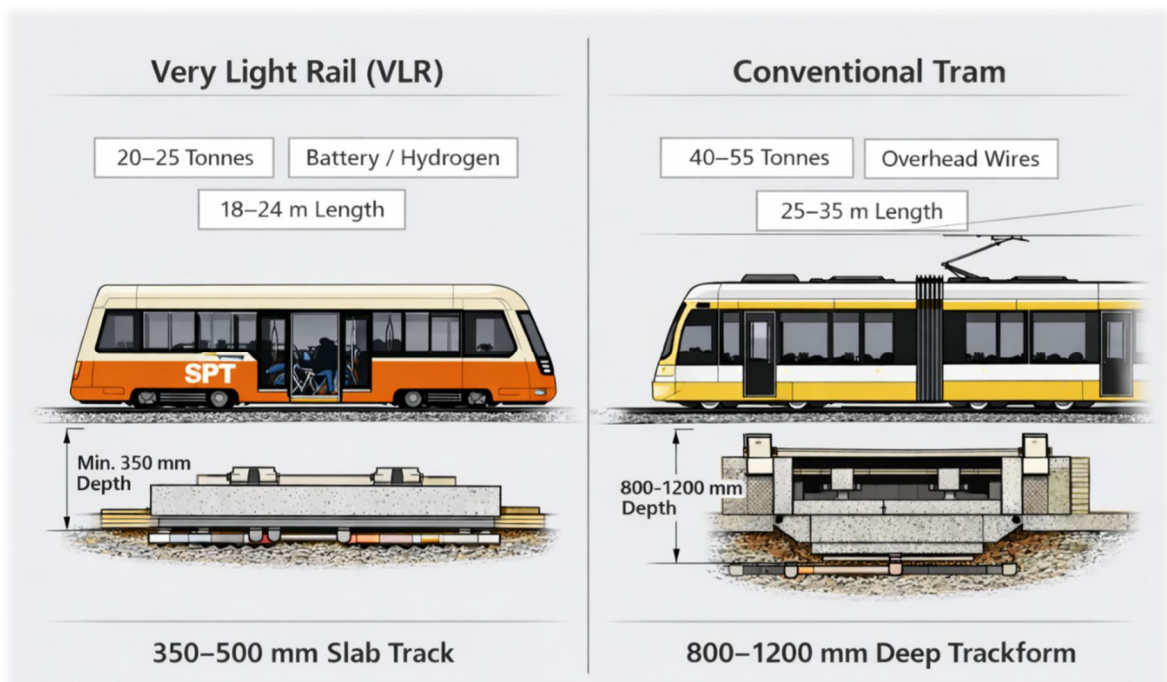 Very Light Rail (VLR)
20–25 Tonnes
Battery / Hydrogen
18–24 m Length
SPT
Min. 350 mm
Depth
350–500 mm Slab Track
Conventional Tram
40–55 Tonnes
Overhead Wires
25–35 m Length
800-1200 mm
Depth
800–1200 mm Deep Trackform